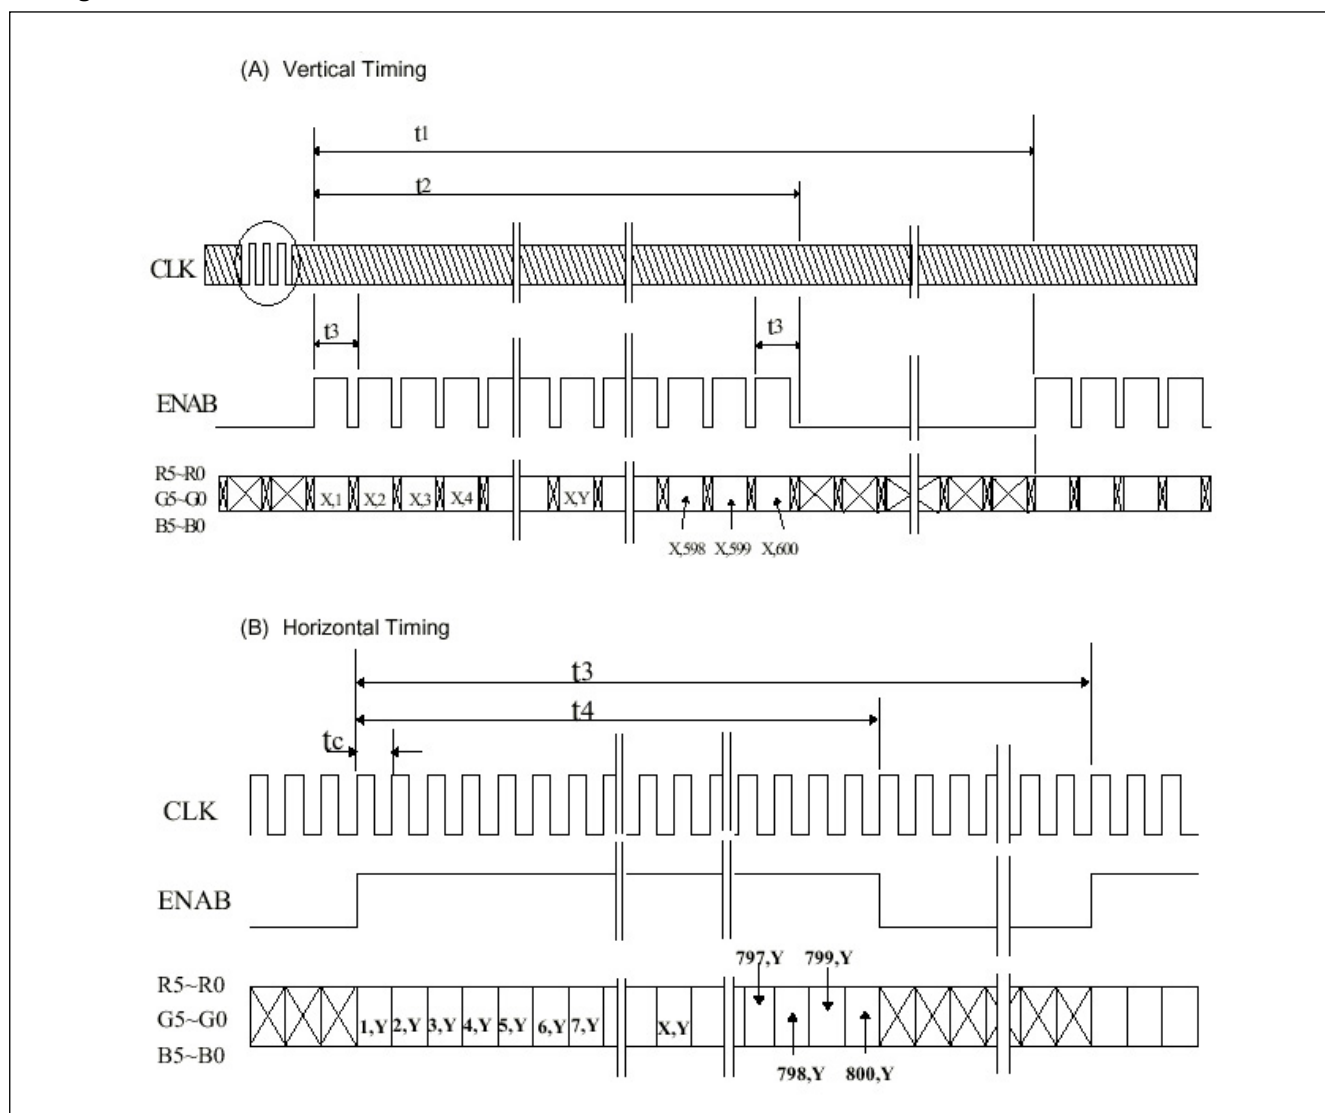 (A) Vertical Timing
t1
t2
CLK
t3 t3
ENAB
R5~R0
G5~G0
B5~B0
X,1 X,2 X,3 X,4 X,Y
X,598 X,599 X,600
(B) Horizontal Timing
t3
t4
tc
CLK
ENAB
797,Y 799,Y
R5~R0
G5~G0
B5~B0
1,Y 2,Y 3,Y 4,Y 5,Y 6,Y 7,Y X,Y
798,Y 800,Y